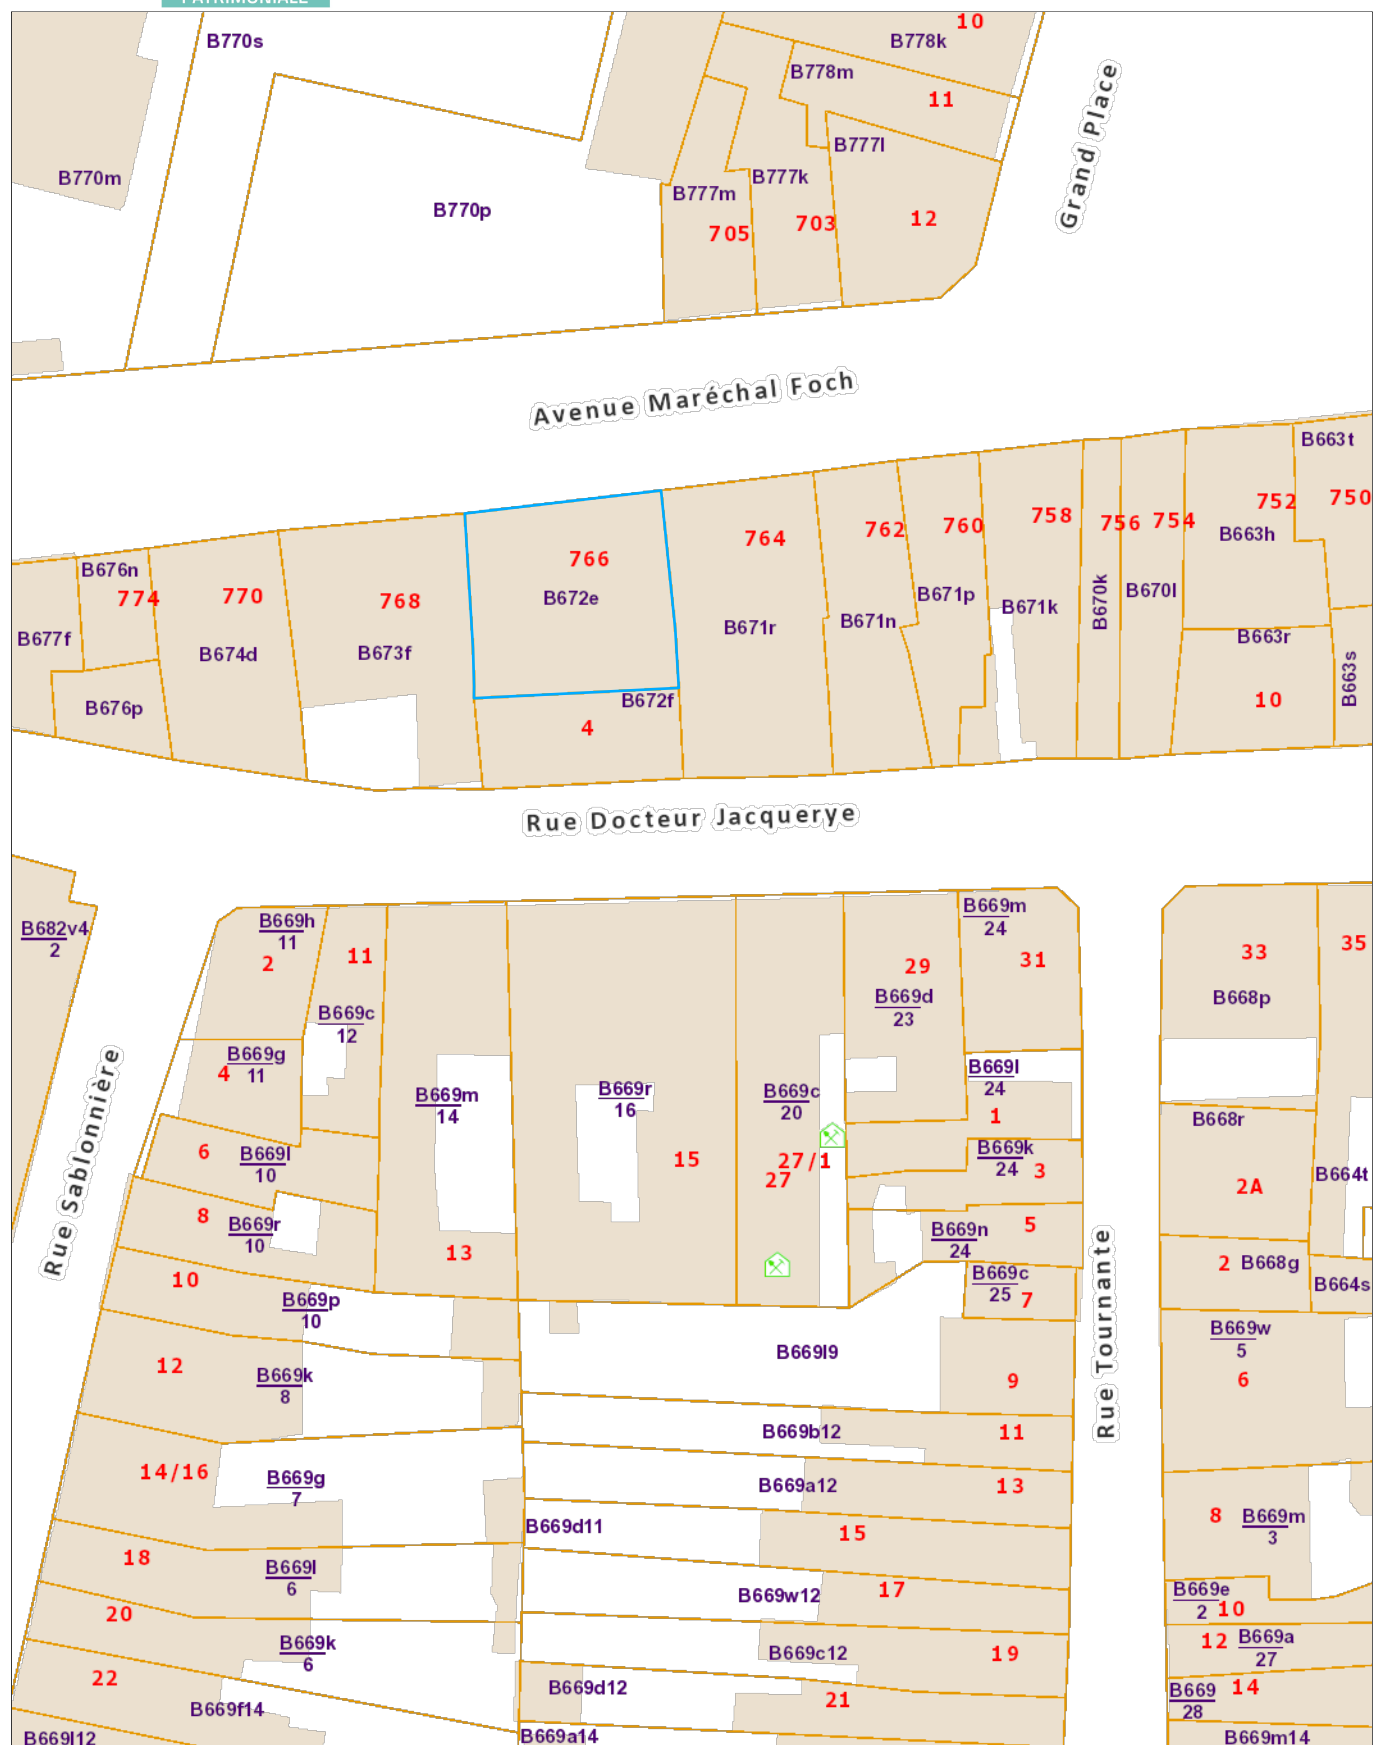 PATRIMONIALE
B770s
10
B778k
B778m
11
Grand Place
B777l
B770m
B777k
B777m
B770p
12
703
705
Avenue Maréchal Foch
B663t
750
752
B663h
758
756
754
760
762
764
766
B676n
774
770
768
B672e
B671p
B670l
B670k
B671k
B671n
B671r
B677f
B674d
B673f
B663r
B663s
10
B672f
B676p
4
Rue Docteur Jacquerye
B682v4
2
B669h
11
2
11
B669m
24
31
29
B669d
23
33
B668p
35
B669c
12
B669g
11
4
B669m
14
B669r
16
B669c
20
B669l
24
1
B668r
B669k
24
3
6
B669l
10
15
27/1
27
B664t
2A
Rue Sablonnière
8
B669r
10
13
B669n
24
5
10
B669c
25
7
2
B668g
B664s
B669p
10
Rue Tournante
B669w
5
6
12
B669k
8
B669l9
9
B669b12
11
14/16
B669g
7
B669a12
13
B669d11
15
8
B669m
3
18
B669l
6
B669w12
17
B669e
2
10
20
B669k
6
B669c12
19
12
B669a
27
22
B669d12
21
B669
28
14
B669f14
B669l12
B669a14
B669m14